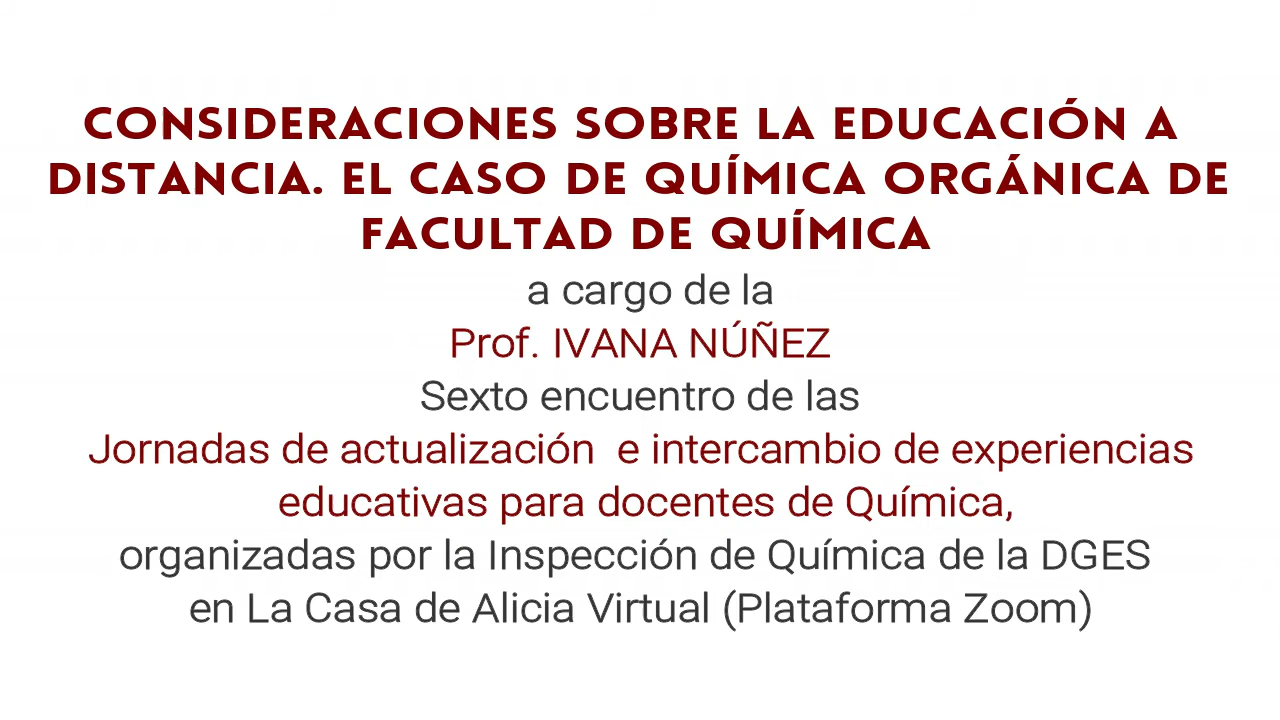 CONSIDERACIONES SOBRE LA EDUCACIÓN A
DISTANCIA. EL CASO DE QUÍMICA ORGÁNICA DE
FACULTAD DE QUÍMICA
a cargo de la
Prof. IVANA NÚÑEZ
Sexto encuentro de las
Jornadas de actualización e intercambio de experiencias
educativas para docentes de Química,
organizadas por la Inspección de Química de la DGES
en La Casa de Alicia Virtual (Plataforma Zoom)